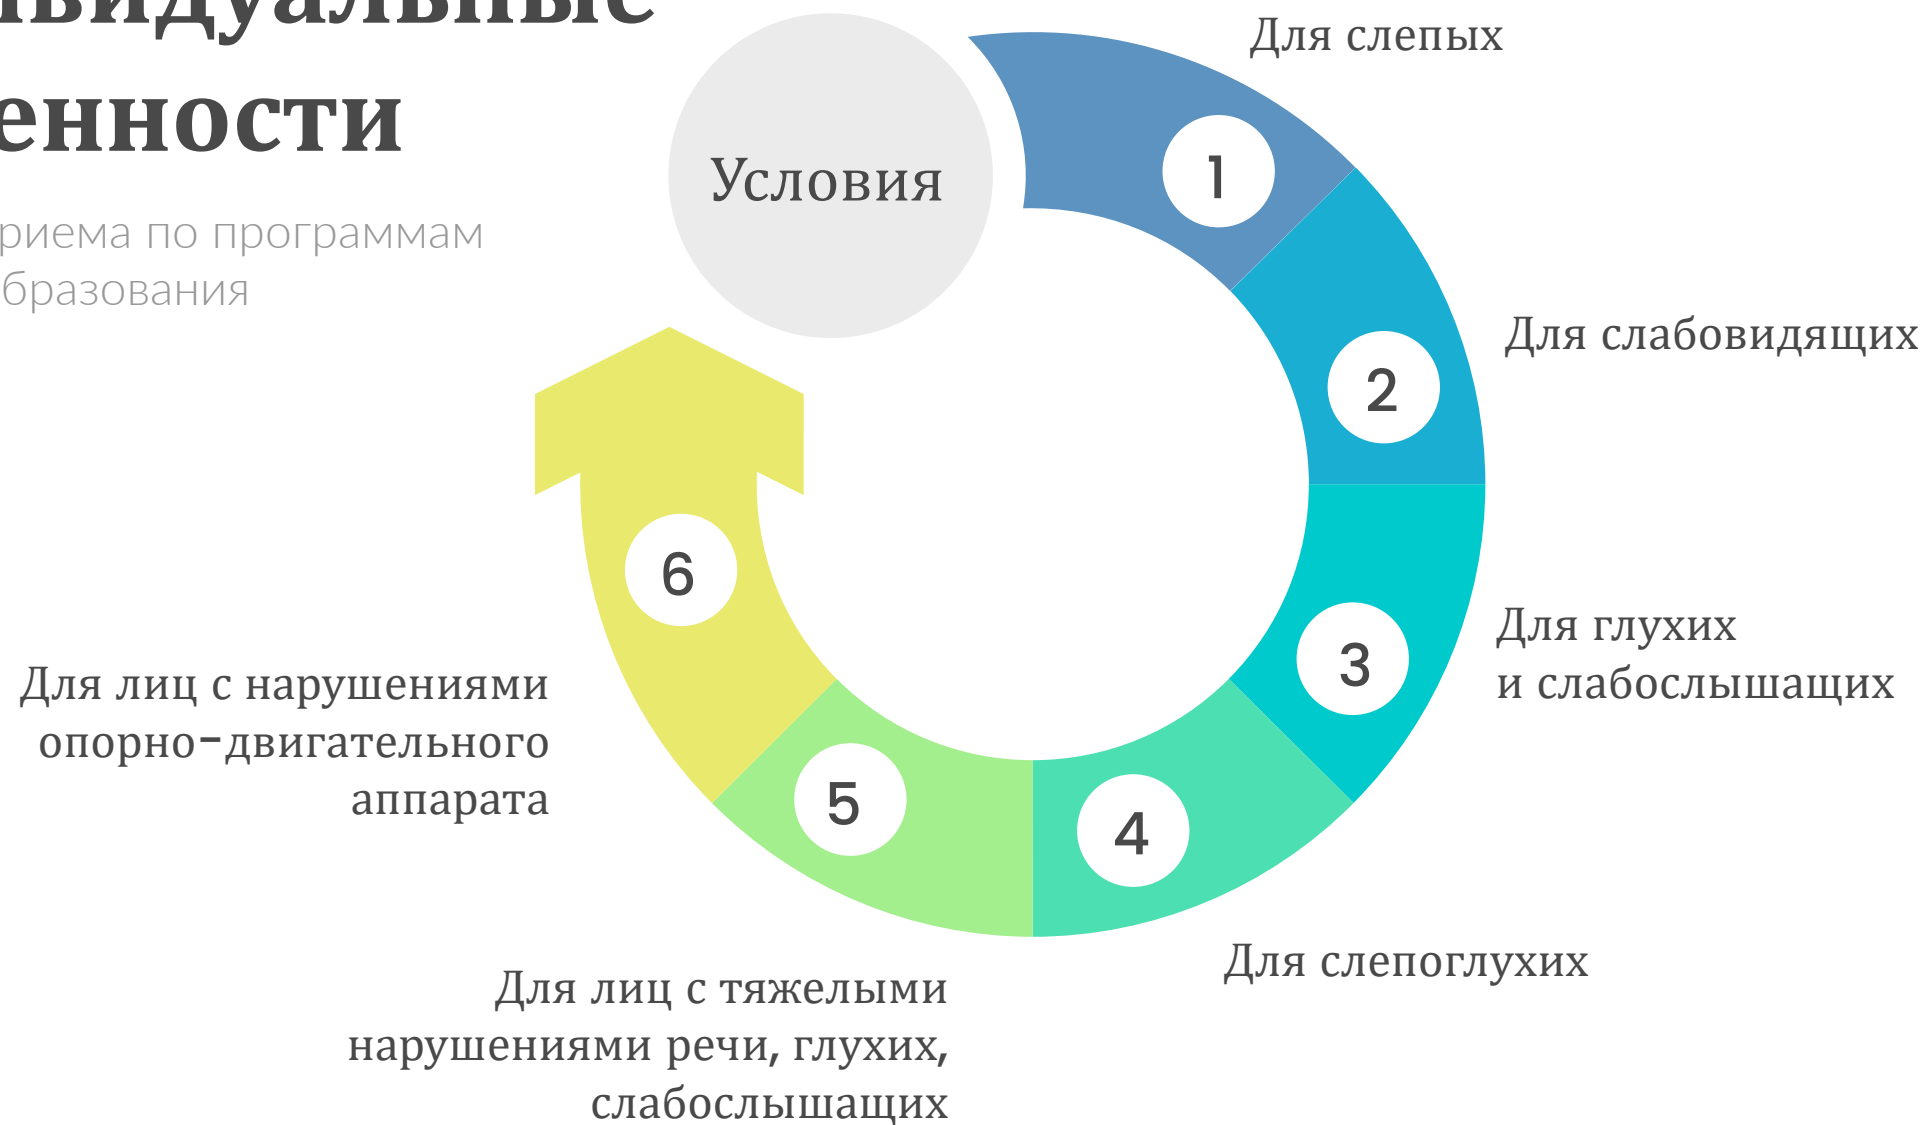 ивидуальные
енности
риема по программам
бразования
Условия
Для слепых
1
Для слабовидящих
2
Для глухих
и слабослышащих
3
Для слепоглухих
4
Для лиц с тяжелыми
нарушениями речи, глухих,
слабослышащих
5
Для лиц с нарушениями
опорно-двигательного
аппарата
6